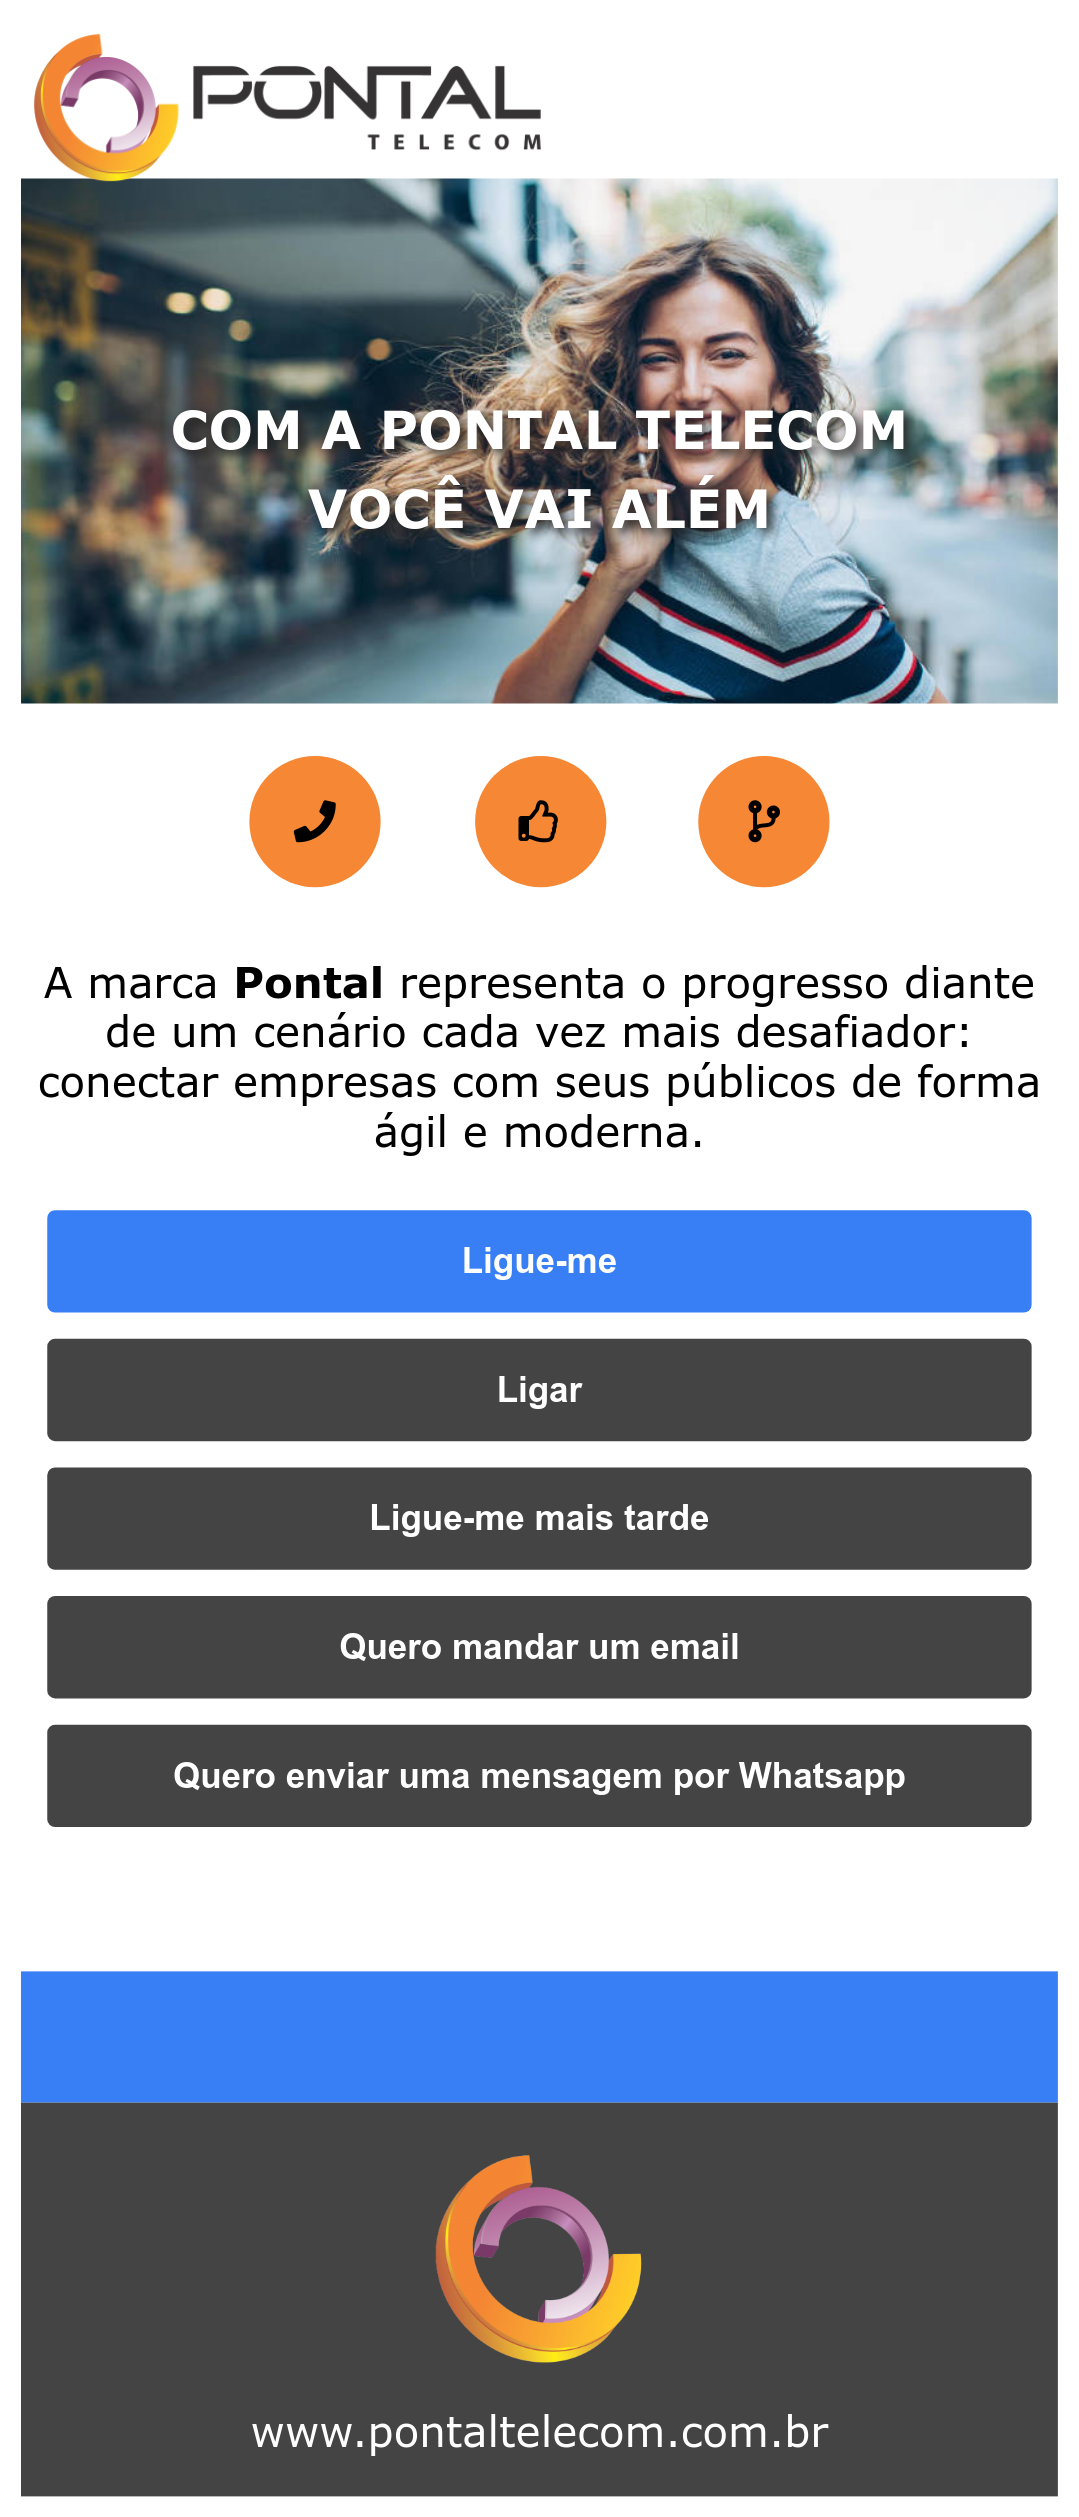 PONTAL
TELECOM
COM A PONTAL TELECOM
VOCÊ VAI ALÉM
A marca Pontal representa o progresso diante
de um cenário cada vez mais desafiador:
conectar empresas com seus públicos de forma
ágil e moderna.
Ligue-me
Ligar
Ligue-me mais tarde
Quero mandar um email
Quero enviar uma mensagem por Whatsapp
www.pontaltelecom.com.br